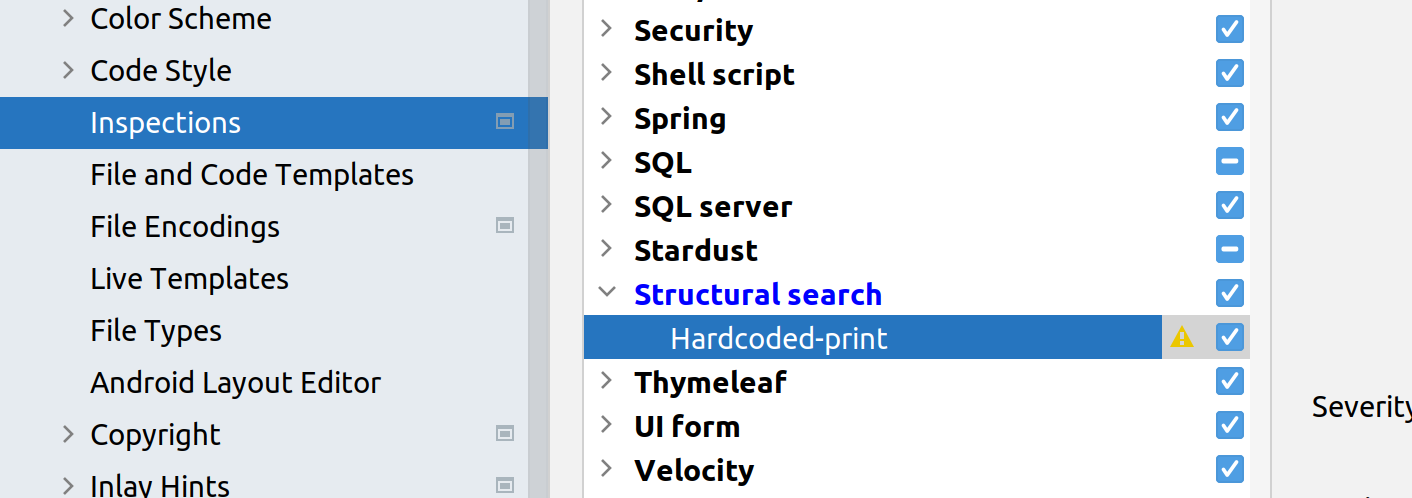 Color Scheme
Code Style
Inspections
File and Code Templates
File Encodings
Live Templates
File Types
Android Layout Editor
Copyright
Inlay Hints
Security
Shell script
Spring
SQL
SQL server
Stardust
Structural search
Hardcoded-print
Thymeleaf
UI form
Velocity
Severity